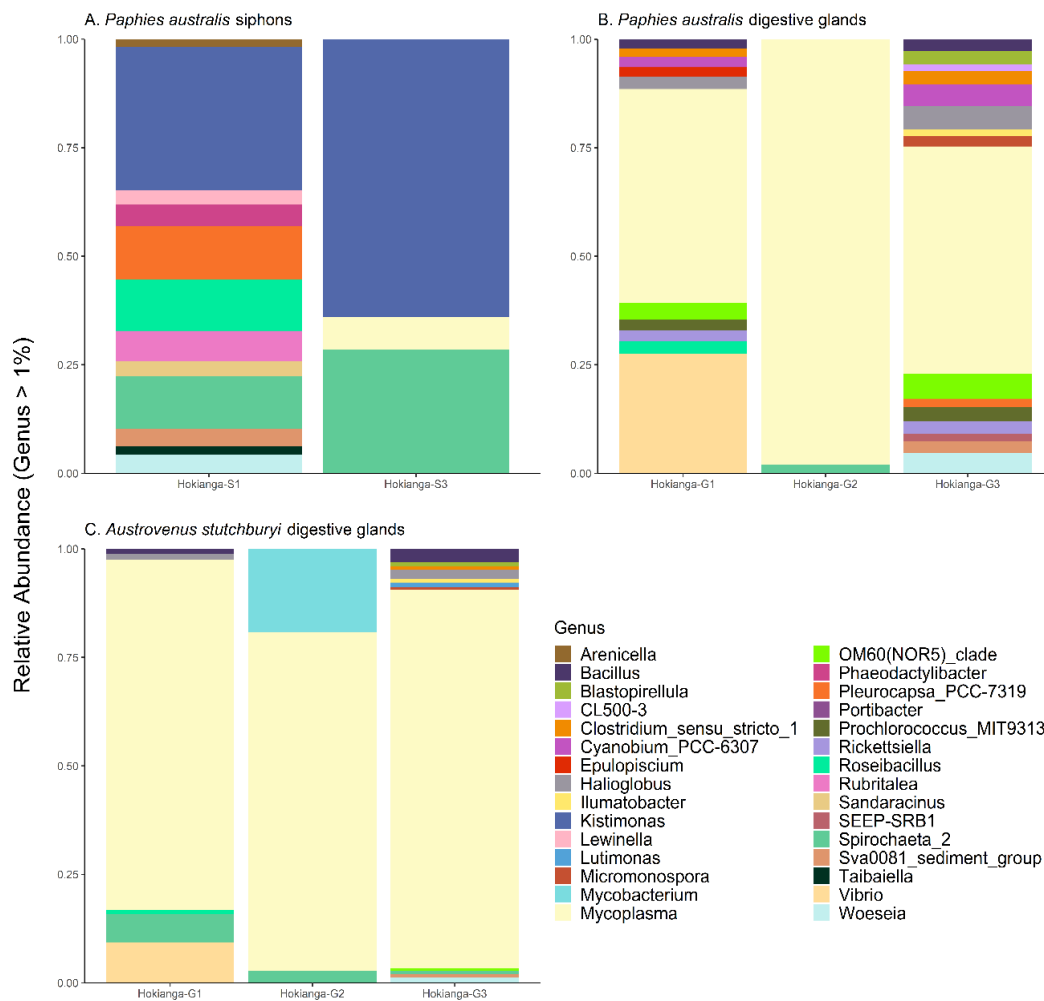 A. Paphies australis siphons
B. Paphies australis digestive glands
1.00
0.75
0.50
0.25
0.00
Hokianga-S1
Hokianga-S3
1.00
0.75
0.50
0.25
0.00
Hokianga-G1
Hokianga-G2
Hokianga-G3
Relative Abundance (Genus > 1%)
C. Austrovenus stutchburyi digestive glands
1.00
0.75
0.50
0.25
0.00
Hokianga-G1
Hokianga-G2
Hokianga-G3
Genus
Arenicella
Bacillus
Blastopirellula
CL500-3
Clostridium_sensu_stricto_1
Cyanobium_PCC-6307
Epulopiscium
Halioglobus
Ilumatobacter
Kistimonas
Lewinella
Lutimonas
Micromonospora
Mycobacterium
Mycoplasma
OM60(NOR5)_clade
Phaeodactylibacter
Pleurocapsa_PCC-7319
Portibacter
Prochlorococcus_MIT9313
Rickettsiella
Roseibacillus
Rubritalea
Sandaracinus
SEEP-SRB1
Spirochaeta_2
Sva0081_sediment_group
Taibaiella
Vibrio
Woeseia